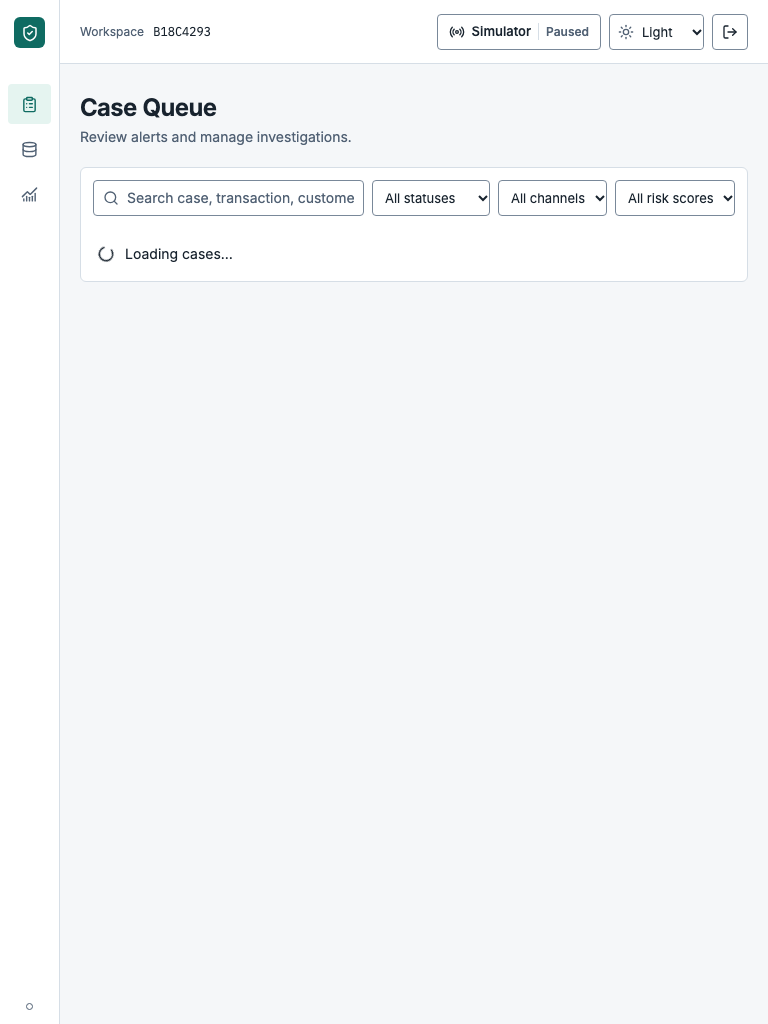 Workspace B18C4293
Simulator Paused
Light
Case Queue
Review alerts and manage investigations.
Search case, transaction, custome
All statuses
All channels
All risk scores
Loading cases...